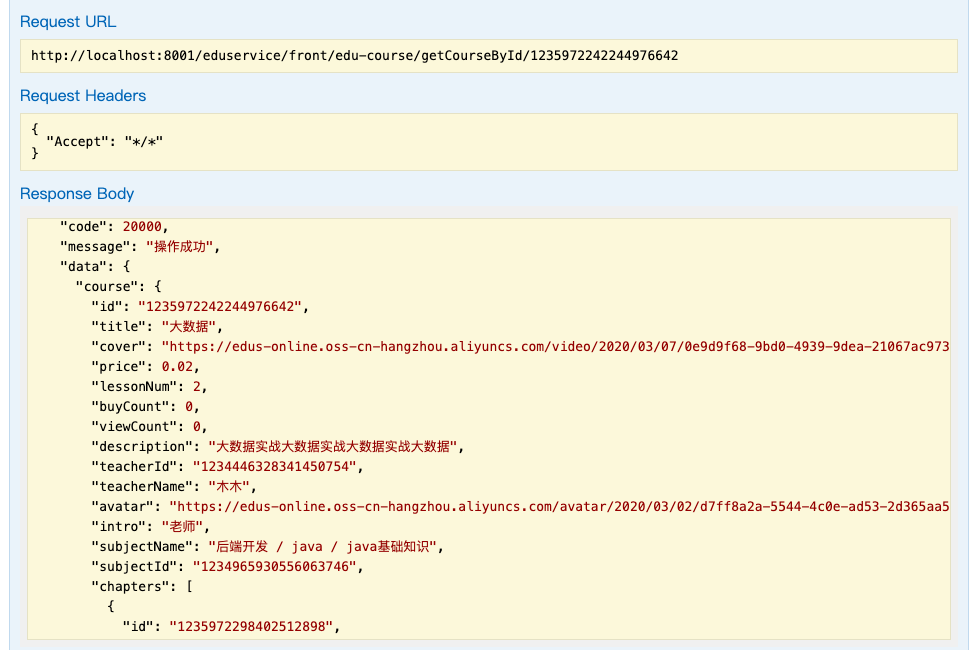 Request URL
http://localhost:8001/eduservice/front/edu-course/getCourseById/1235972242244976642
Request Headers
{
  "Accept": "*/*"
}
Response Body
"code": 20000,
"message": "操作成功",
"data": {
"course": {
"id": "1235972242244976642",
"title": "大数据",
"cover": "https://edus-online.oss-cn-hangzhou.aliyuncs.com/video/2020/03/07/0e9d9f68-9bd0-4939-9dea-21067ac973
"price": 0.02,
"lessonNum": 2,
"buyCount": 0,
"viewCount": 0,
"description": "大数据实战大数据实战大数据实战大数据",
"teacherId": "1234446328341450754",
"teacherName": "木木",
"avatar": "https://edus-online.oss-cn-hangzhou.aliyuncs.com/avatar/2020/03/02/d7ff8a2a-5544-4c0e-ad53-2d365aa5
"intro": "老师",
"subjectName": "后端开发 / java / java基础知识",
"subjectId": "1234965930556063746",
"chapters": [
{
"id": "1235972298402512898",